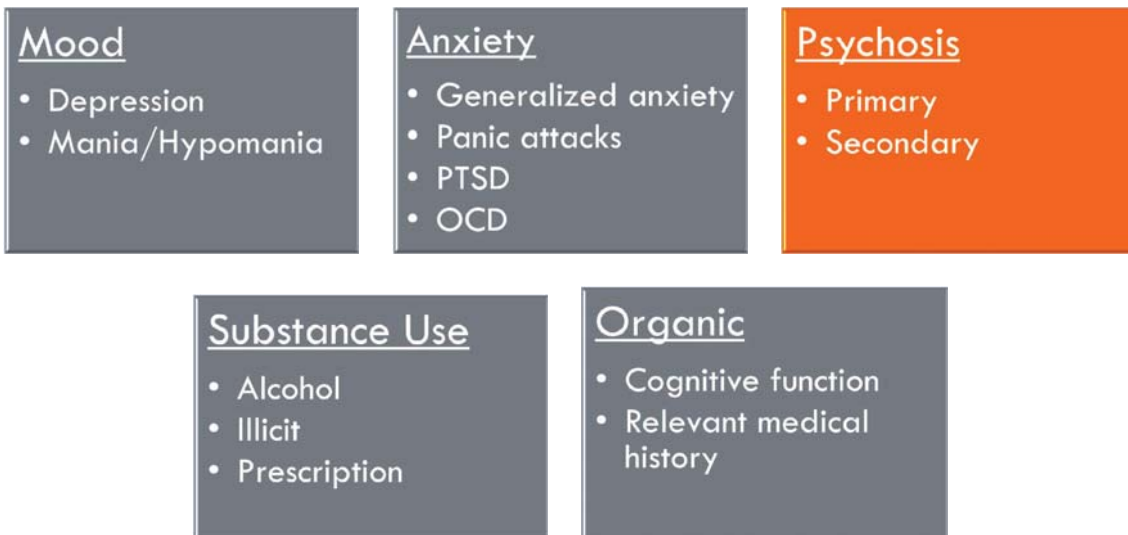 Mood
• Depression
• Mania/Hypomania
Anxiety
• Generalized anxiety
• Panic attacks
• PTSD
• OCD
Psychosis
• Primary
• Secondary
Substance Use
• Alcohol
• Illicit
• Prescription
Organic
• Cognitive function
• Relevant medical
history